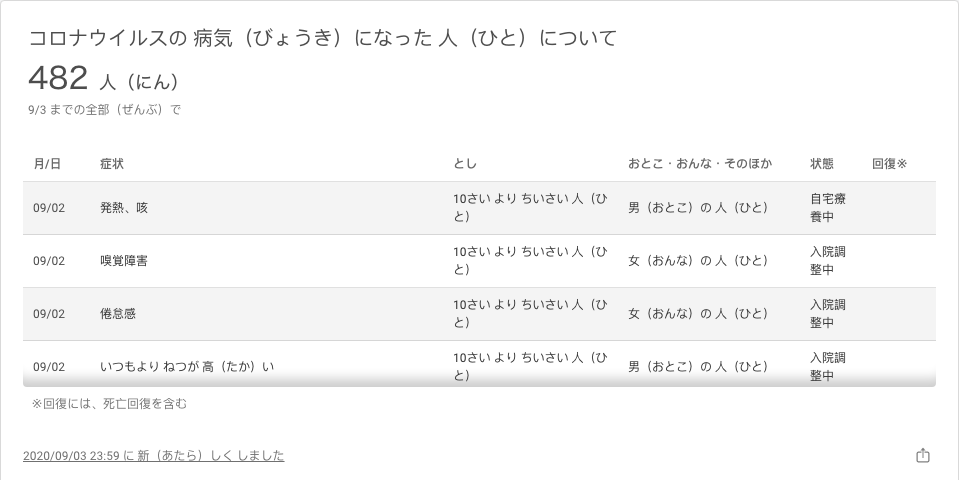 コロナウイルスの 病気（びょうき）になった 人（ひと）について
482 人（にん）
9/3 までの全部（ぜんぶ）で
月/日 症状 とし おとこ・おんな・そのほか 状態 回復※
09/02 発熱、咳 10さい より ちいさい 人（ひ 男（おとこ）の 人（ひと） 自宅療
と） 養中
09/02 嗅覚障害 10さい より ちいさい 人（ひ 女（おんな）の 人（ひと） 入院調
と） 整中
09/02 倦怠感 10さい より ちいさい 人（ひ 女（おんな）の 人（ひと） 入院調
と） 整中
09/02 いつもより ねつが 高（たか）い 10さい より ちいさい 人（ひ 男（おとこ）の 人（ひと） 入院調
と） 整中
※回復には、死亡回復を含む
2020/09/03 23:59 に 新（あたら）しく しました